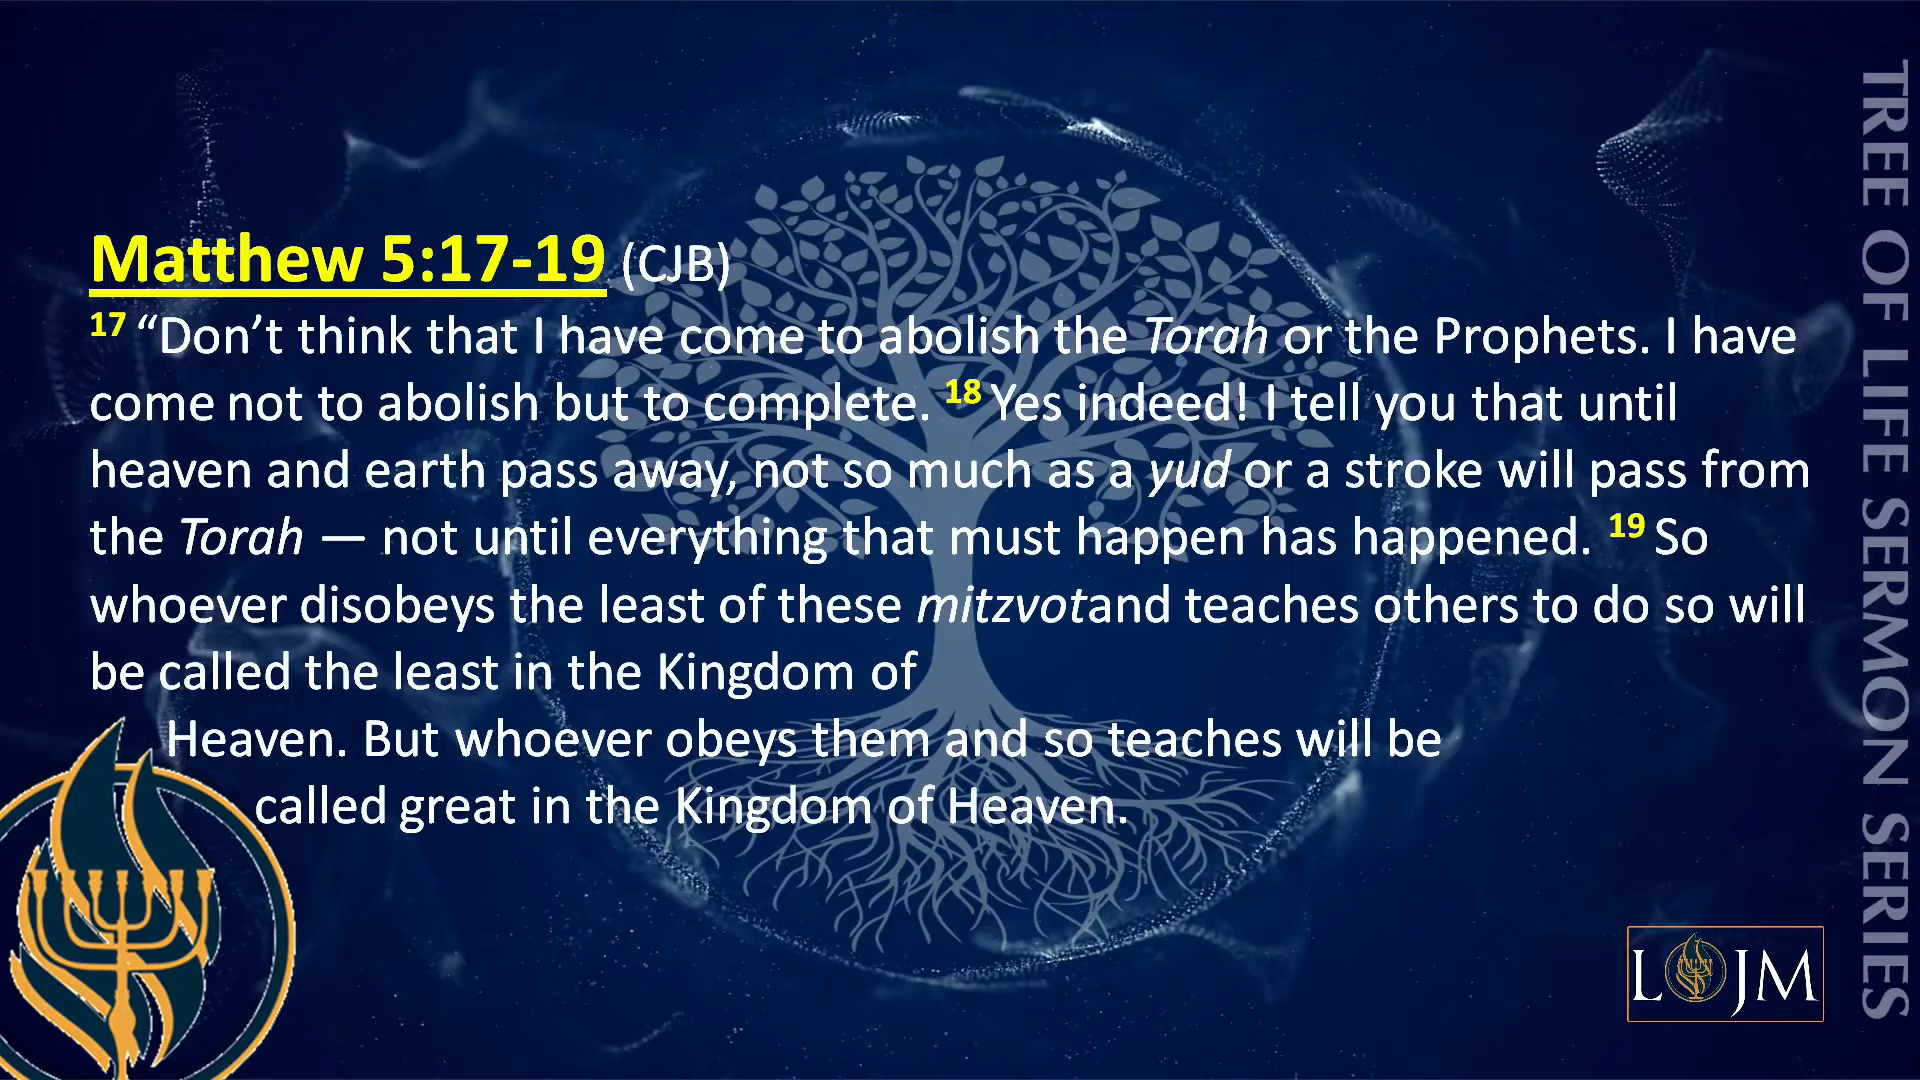 Matthew 5:17-19 (CJB)
17 “Don’t think that I have come to abolish the Torah or the Prophets. I have
come not to abolish but to complete. 18 Yes indeed! I tell you that until
heaven and earth pass away, not so much as a yud or a stroke will pass from
the Torah — not until everything that must happen has happened. 19 So
whoever disobeys the least of these mitzvotand teaches others to do so will
be called the least in the Kingdom of
Heaven. But whoever obeys them and so teaches will be
called great in the Kingdom of Heaven.
TREE OF LIFE SERMON SERIES
LOJM